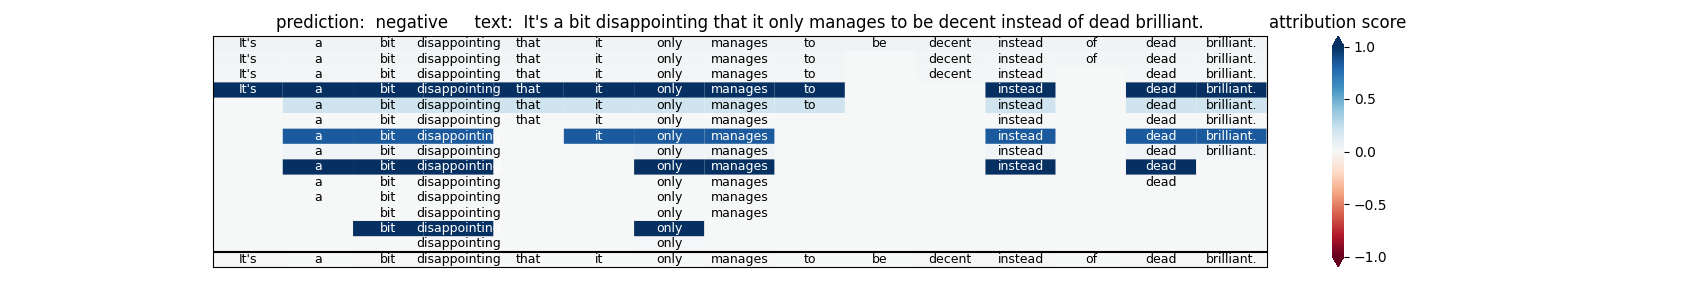 prediction:  negative     text:  It's a bit disappointing that it only manages to be decent instead of dead brilliant.     attribution score
It's a bit disappointing that it only manages to be decent instead of dead brilliant. 1.0
It's a bit disappointing that it only manages to decent instead of dead brilliant.
It's a bit disappointing that it only manages to decent instead dead brilliant.
It's a bit disappointing that it only manages to instead dead brilliant.
a bit disappointing that it only manages to instead dead brilliant. 0.5
a bit disappointing that it only manages instead dead brilliant.
a bit disappointin it only manages instead dead brilliant.
a bit disappointing only manages instead dead brilliant. 0.0
a bit disappointin only manages instead dead
a bit disappointing only manages dead
a bit disappointing only manages −0.5
bit disappointing only manages
bit disappointin only
disappointing only
It's a bit disappointing that it only manages to be decent instead of dead brilliant. −1.0